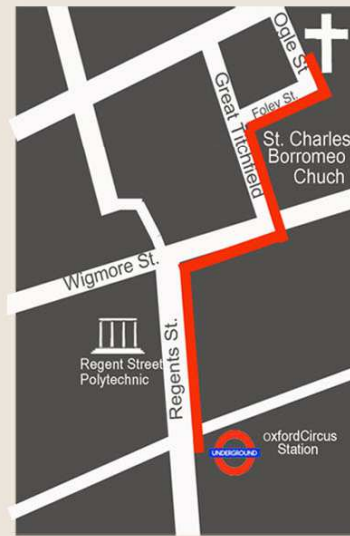 Ogle St
Great Titchfield
Foley St.
St. Charles
Borromeo
Chuch
Wigmore St.
Regents St.
Regent Street
Polytechnic
oxfordCircus
Station
UNDERGROUND